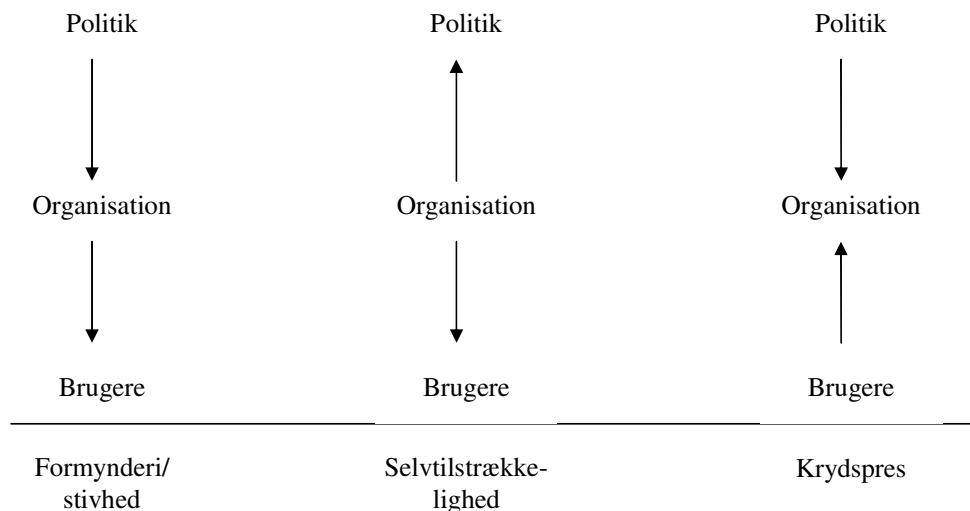 Politik Politik Politik
Organisation Organisation Organisation
Brugere Brugere Brugere
Formynderi/ Selvtilstrække- Krydspres
stivhed lighed